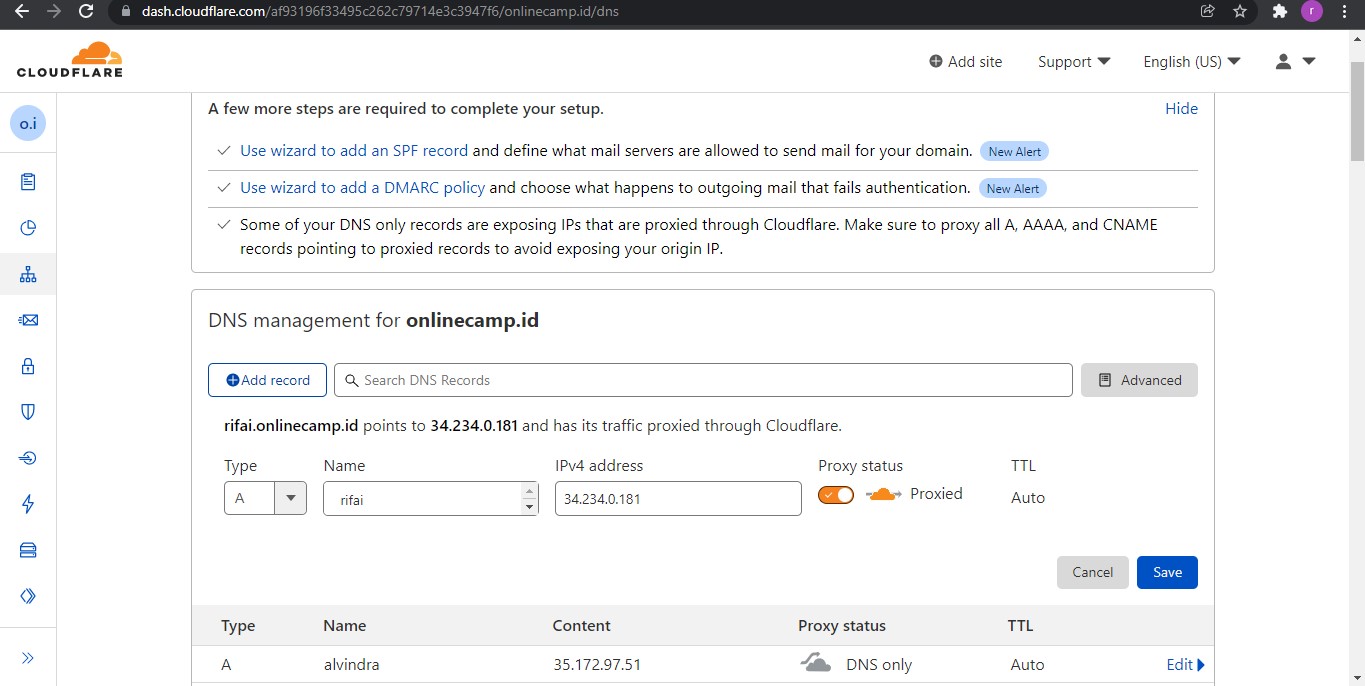 dash.cloudflare.com/af93196f33495c262c79714e3c3947f6/onlinecamp.id/dns
r
CLOUDFLARE
Add site
Support
English (US)
o.i
A few more steps are required to complete your setup.
Hide
Use wizard to add an SPF record and define what mail servers are allowed to send mail for your domain. New Alert
Use wizard to add a DMARC policy and choose what happens to outgoing mail that fails authentication. New Alert
Some of your DNS only records are exposing IPs that are proxied through Cloudflare. Make sure to proxy all A, AAAA, and CNAME
records pointing to proxied records to avoid exposing your origin IP.
DNS management for onlinecamp.id
Add record
Search DNS Records
Advanced
rifai.onlinecamp.id points to 34.234.0.181 and has its traffic proxied through Cloudflare.
Type Name IPv4 address Proxy status TTL
A rifai 34.234.0.181 Proxied Auto
Cancel Save
Type Name Content Proxy status TTL
A alvindra 35.172.97.51 DNS only Auto Edit